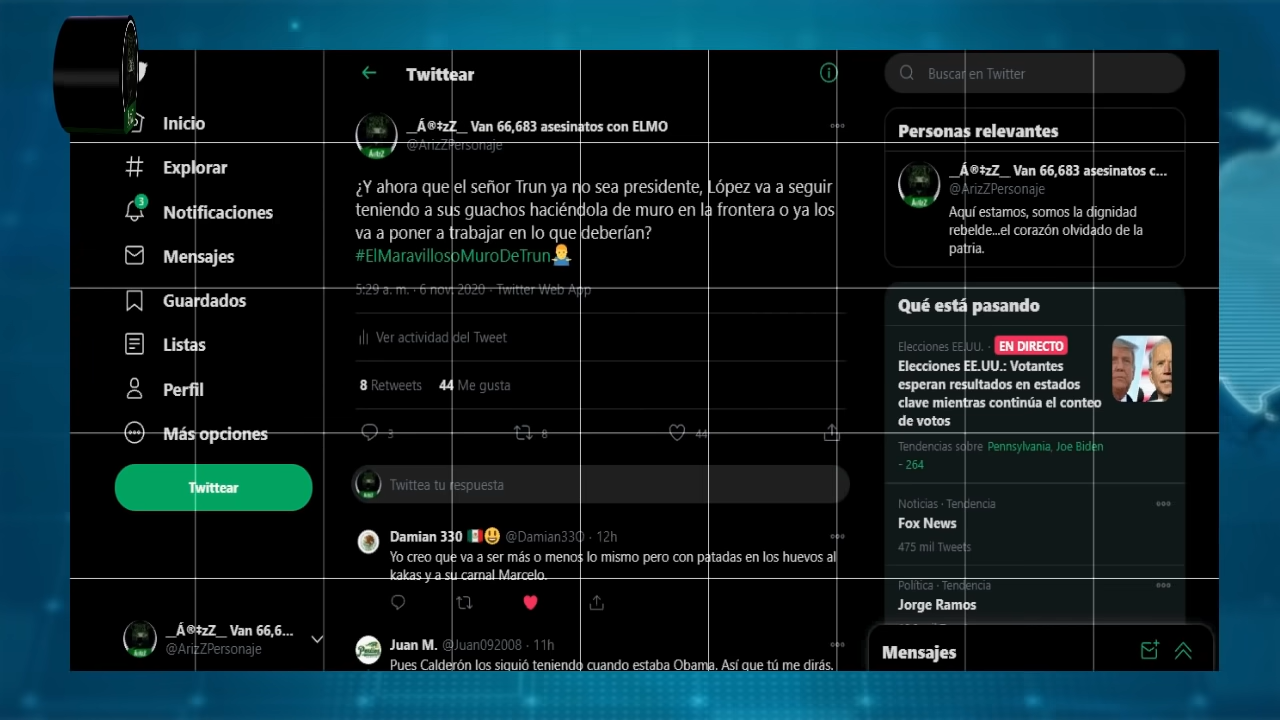 Inicio
Explorar
3
Notificaciones
Mensajes
Guardados
Listas
Perfil
Más opciones
Twittear
__Á®‡zZ__ Van 66,6...
@ArizZPersonaje
Twittear
__Á®‡zZ__ Van 66,683 asesinatos con ELMO
@ArizZPersonaje
¿Y ahora que el señor Trun ya no sea presidente, López va a seguir
teniendo a sus guachos haciéndola de muro en la frontera o ya los
va a poner a trabajar en lo que deberían?
#ElMaravillosoMuroDeTrun🤷‍♂️
5:29 a. m. · 6 nov. 2020 · Twitter Web App
Ver actividad del Tweet
8 Retweets 44 Me gusta
3 8 44
Twittea tu respuesta
Damian 330 🇲🇽😃 @Damian33O · 12h
Yo creo que va a ser más o menos lo mismo pero con patadas en los huevos al
kakas y a su carnal Marcelo.
Juan M. @Juan092008 · 11h
Pues Calderón los siguió teniendo cuando estaba Obama. Así que tú me dirás.
Buscar en Twitter
Personas relevantes
__Á®‡zZ__ Van 66,683 asesinatos c...
@ArizZPersonaje
Aquí estamos, somos la dignidad
rebelde...el corazón olvidado de la
patria.
Qué está pasando
Elecciones EE.UU. · EN DIRECTO
Elecciones EE.UU.: Votantes
esperan resultados en estados
clave mientras continúa el conteo
de votos
Tendencias sobre Pennsylvania, Joe Biden
- 264
Noticias · Tendencia
Fox News
475 mil Tweets
Política · Tendencia
Jorge Ramos
Mensajes